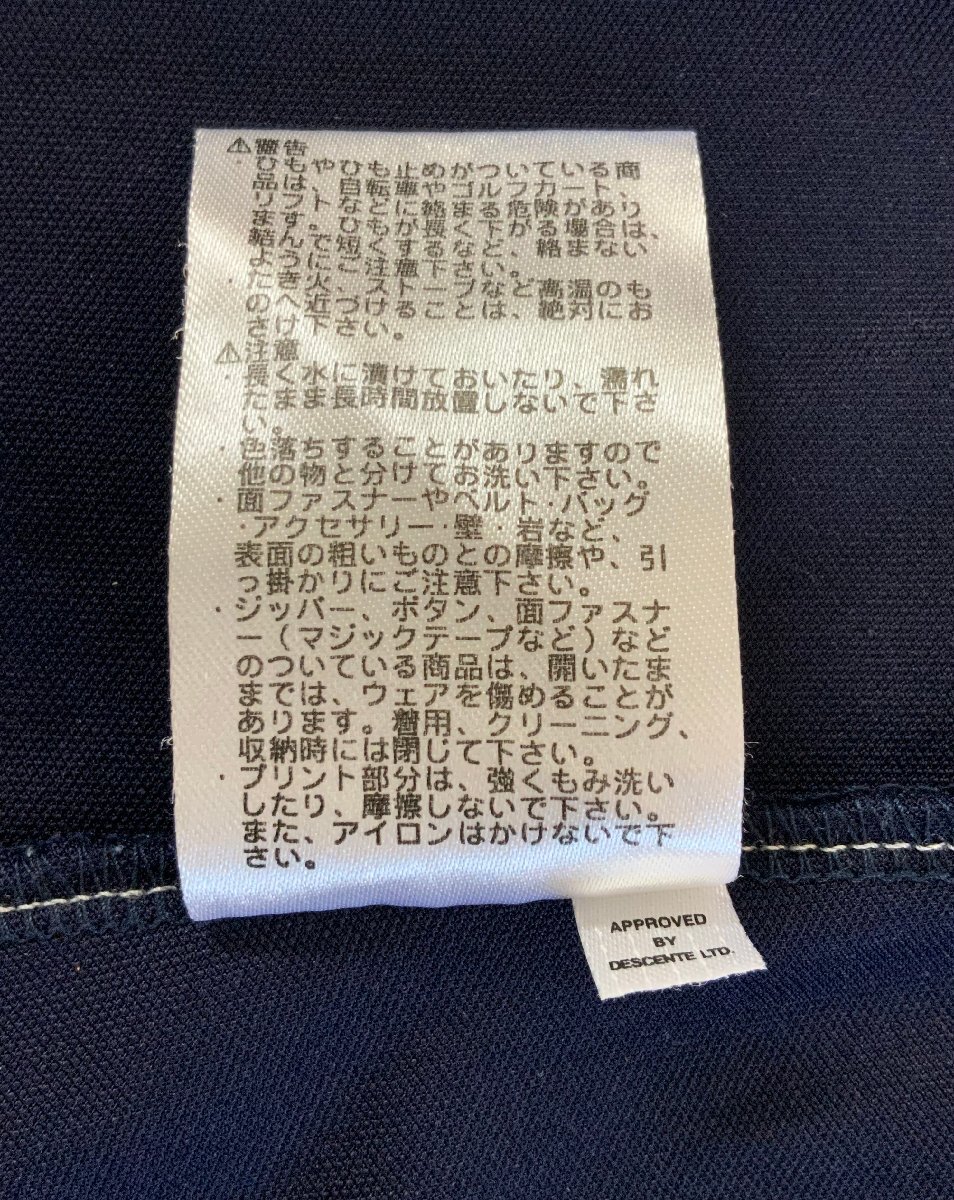 ⚠警告
・ひもや、ひも止めがついている商
品は、自転車やゴルフカート、
リフトなどに絡まる危険があり
ます。ひもが長く下がる場合は、
結んで短くするなど、絡まない
ようにご注意下さい。
・たき火やストーブなど、高温のも
のへ近づけることは、絶対にお
さけ下さい。
⚠注意
・長く水に漬けておいたり、濡れ
たまま長時間放置しないで下さ
い。
・色落ちすることがありますので
他の物と分けてお洗い下さい。
・面ファスナーやベルト・バッグ
・アクセサリー・壁・岩など、
表面の粗いものとの摩擦や、引
っ掛かりにご注意下さい。
・ジッパー、ボタン、面ファスナ
ー(マジックテープなど)など
のついている商品は、開いたま
までは、ウェアを傷めることが
あります。着用、クリーニング、
収納時には閉じて下さい。
・プリント部分は、強くもみ洗い
したり、摩擦しないで下さい。
また、アイロンはかけないで下
さい。
APPROVED
BY
DESCENTE LTD.